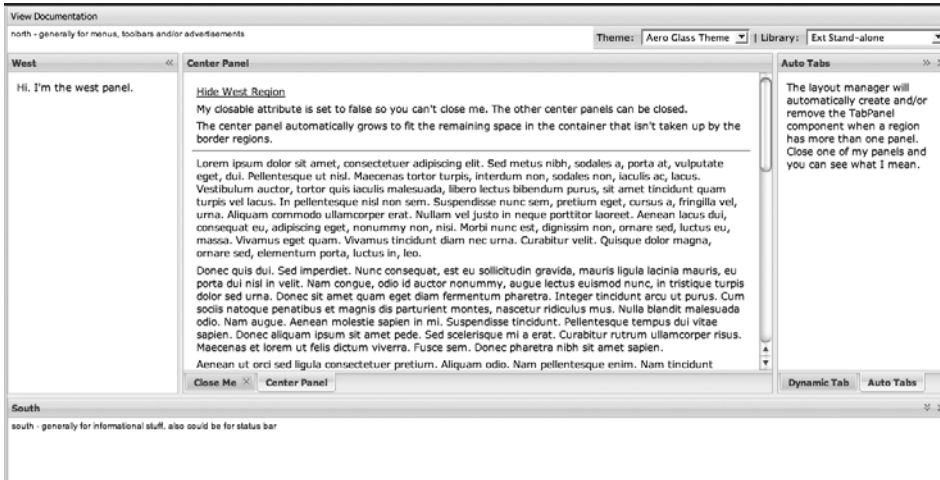 View Documentation
north - generally for menus, toolbars and/or advertisements
Theme: Aero Glass Theme | Library: Ext Stand-alone
West
Hi. I'm the west panel.
Center Panel
Hide West Region
My closable attribute is set to false so you can't close me. The other center panels can be closed.
The center panel automatically grows to fit the remaining space in the container that isn't taken up by the
border regions.
Lorem ipsum dolor sit amet, consectetuer adipiscing elit. Sed metus nibh, sodales a, porta at, vulputate
eget, dui. Pellentesque ut nisl. Maecenas tortor turpis, interdum non, sodales non, iaculis ac, lacus.
Vestibulum auctor, tortor quis iaculis malesuada, libero lectus bibendum purus, sit amet tincidunt quam
turpis vel lacus. In pellentesque nisl non sem. Suspendisse nunc sem, pretium eget, cursus a, fringilla vel,
urna. Aliquam commodo ullamcorper erat. Nullam vel justo in neque porttitor laoreet. Aenean lacus dui,
consequat eu, adipiscing eget, nonummy non, nisi. Morbi nunc est, dignissim non, ornare sed, luctus eu,
massa. Vivamus eget quam. Vivamus tincidunt diam nec urna. Curabitur velit. Quisque dolor magna,
ornare sed, elementum porta, luctus in, leo.
Donec quis dui. Sed imperdiet. Nunc consequat, est eu sollicitudin gravida, mauris ligula lacinia mauris, eu
porta dui nisl in velit. Nam congue, odio id auctor nonummy, augue lectus euismod nunc, in tristique turpis
dolor sed urna. Donec sit amet quam eget diam fermentum pharetra. Integer tincidunt arcu ut purus. Cum
sociis natoque penatibus et magnis dis parturient montes, nascetur ridiculus mus. Nulla blandit malesuada
odio. Nam augue. Aenean molestie sapien in mi. Suspendisse tincidunt. Pellentesque tempus dui vitae
sapien. Donec aliquam ipsum sit amet pede. Sed scelerisque mi a erat. Curabitur rutrum ullamcorper risus.
Maecenas et lorem ut felis dictum viverra. Fusce sem. Donec pharetra nibh sit amet sapien.
Aenean ut orci sed ligula consectetuer pretium. Aliquam odio. Nam pellentesque enim. Nam tincidunt
Close Me
Center Panel
Auto Tabs
The layout manager will
automatically create and/or
remove the TabPanel
component when a region
has more than one panel.
Close one of my panels and
you can see what I mean.
Dynamic Tab
Auto Tabs
South
south - generally for informational stuff, also could be for status bar